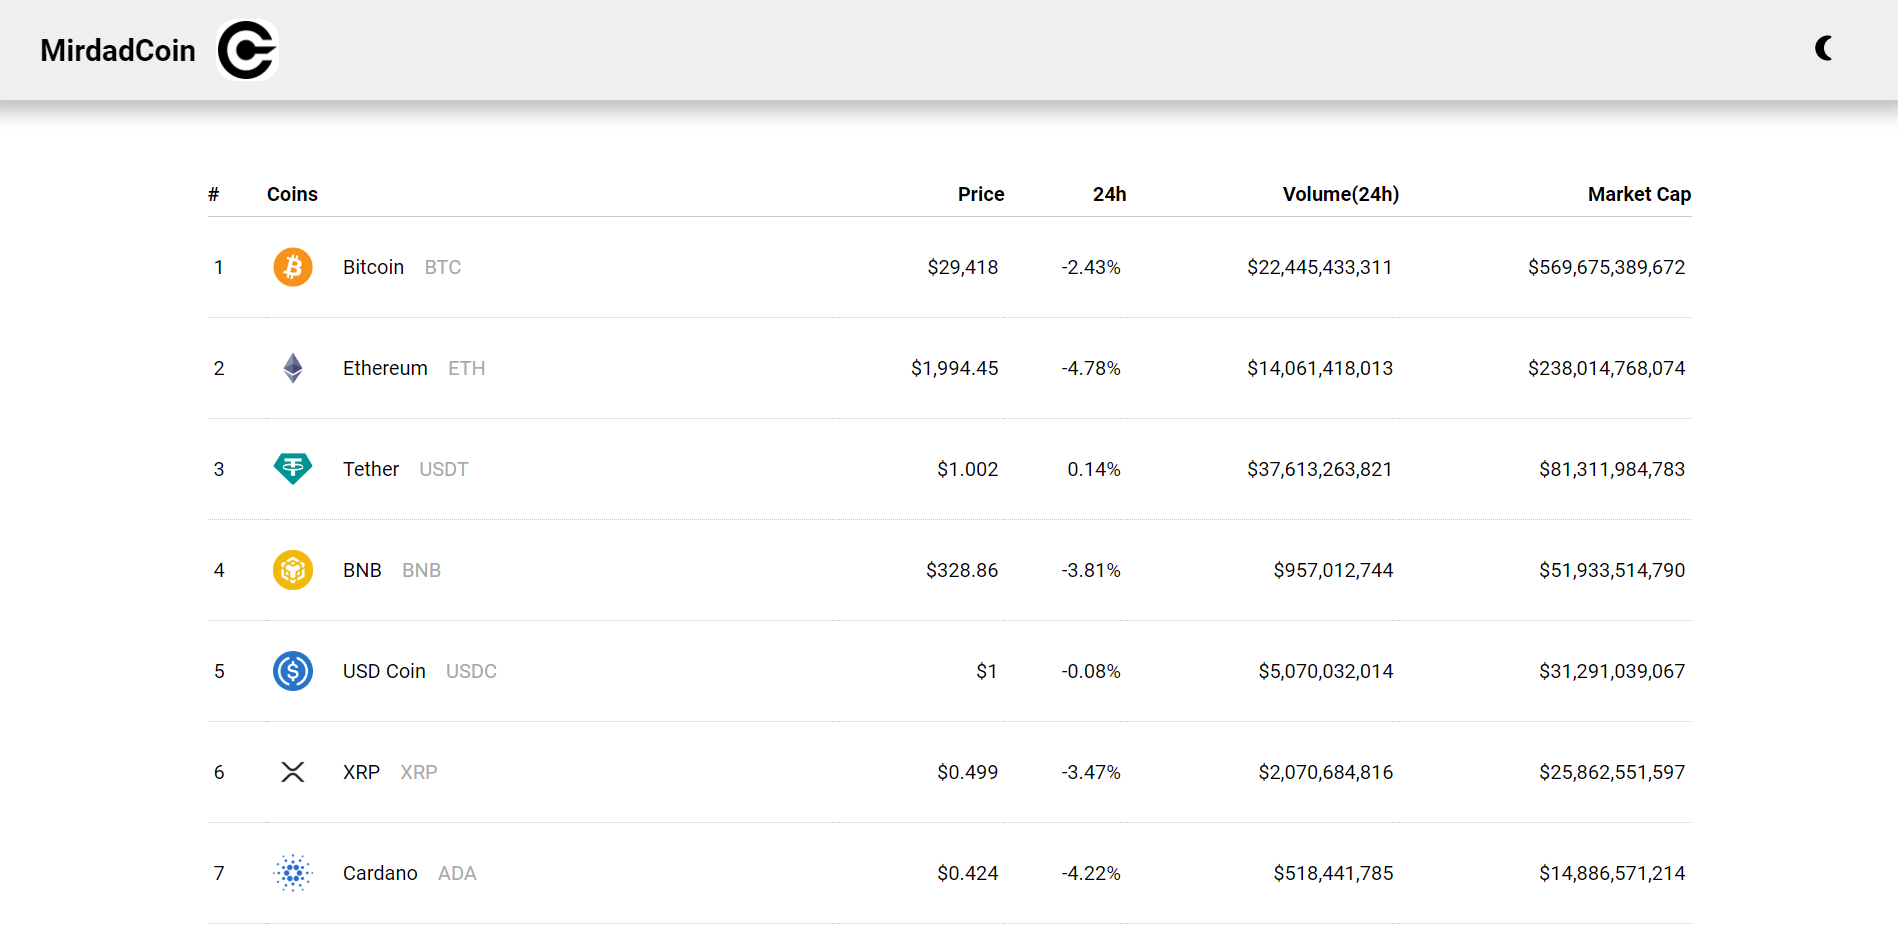 MirdadCoin
# Coins Price 24h Volume(24h) Market Cap
1 Bitcoin BTC $29,418 -2.43% $22,445,433,311 $569,675,389,672
2 Ethereum ETH $1,994.45 -4.78% $14,061,418,013 $238,014,768,074
3 Tether USDT $1.002 0.14% $37,613,263,821 $81,311,984,783
4 BNB BNB $328.86 -3.81% $957,012,744 $51,933,514,790
5 USD Coin USDC $1 -0.08% $5,070,032,014 $31,291,039,067
6 XRP XRP $0.499 -3.47% $2,070,684,816 $25,862,551,597
7 Cardano ADA $0.424 -4.22% $518,441,785 $14,886,571,214